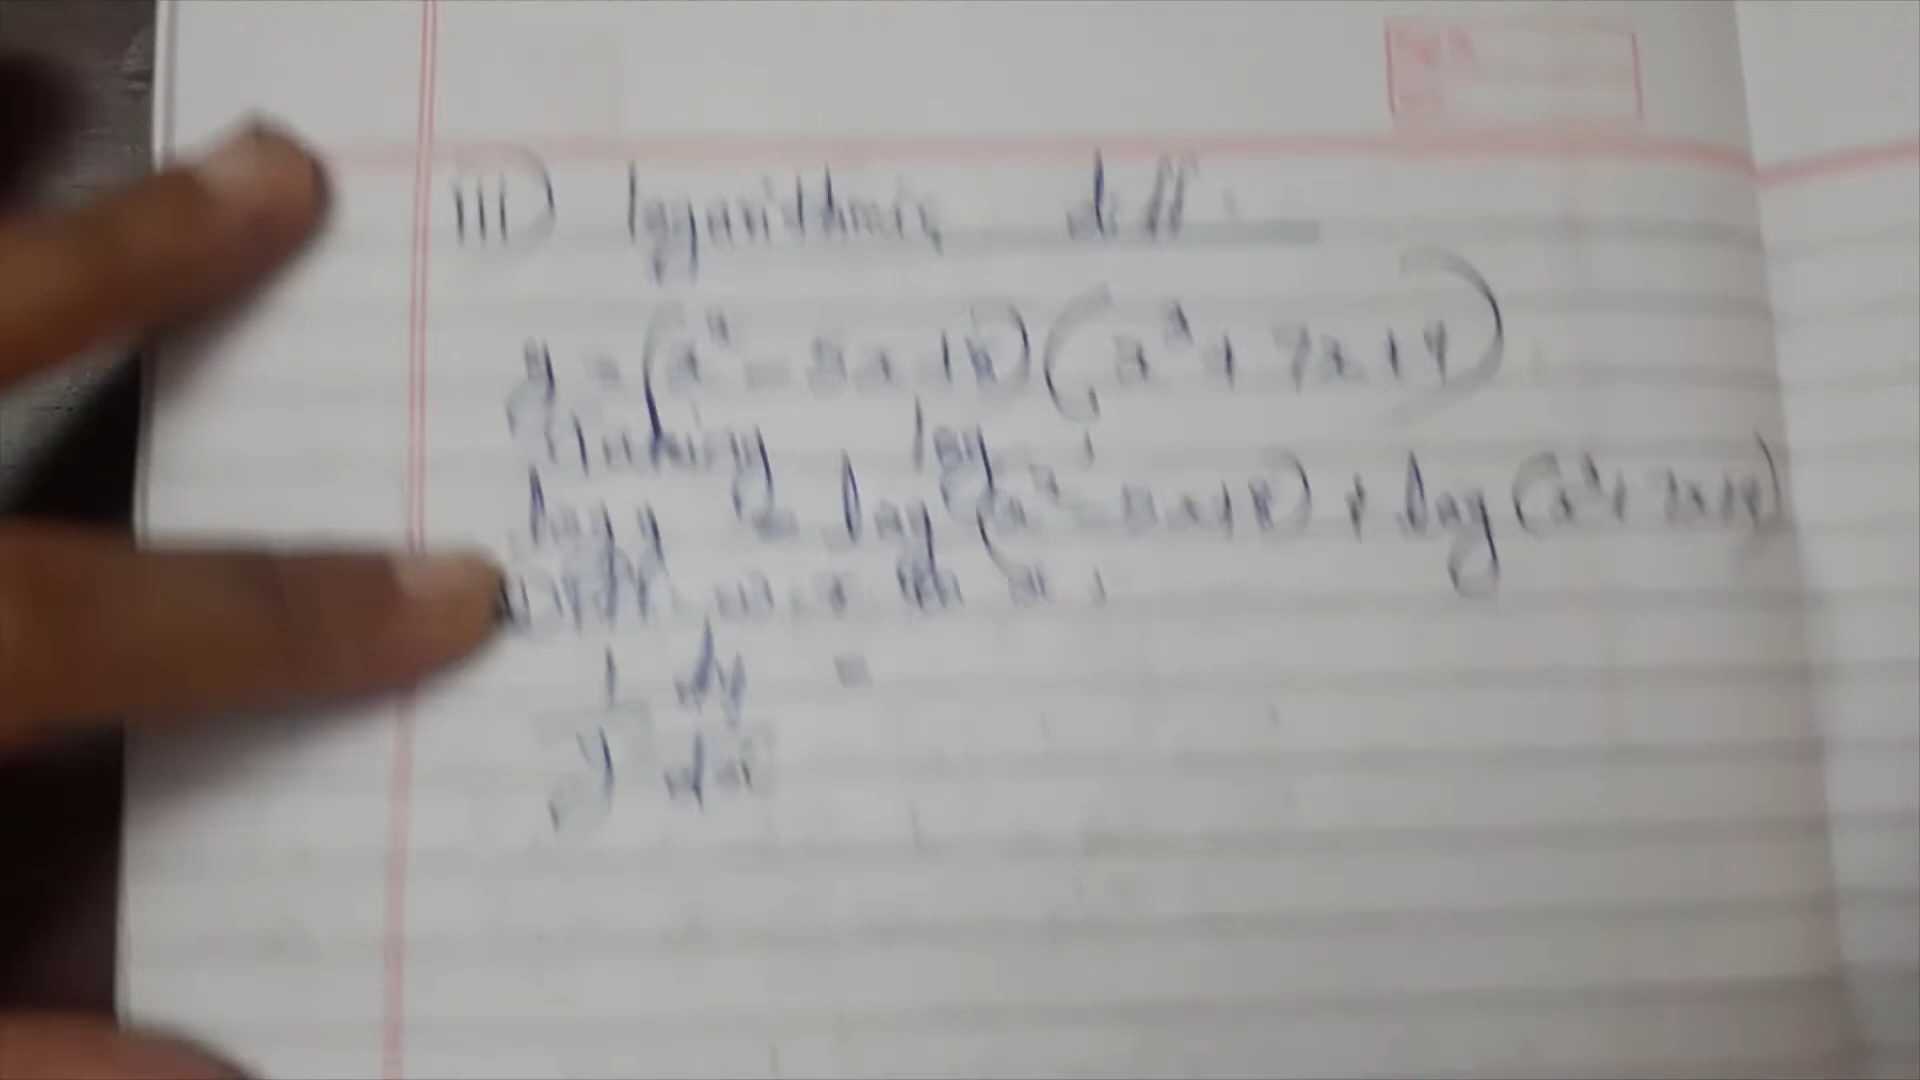 III) logarithmic diff.
y = (x² - 5x + 8)(x³ + 7x + 9)
Taking log,
log y = log (x² - 5x + 8) + log (x³ + 7x + 9)
Diff. w.r.t. x,
1/y dy/dx =